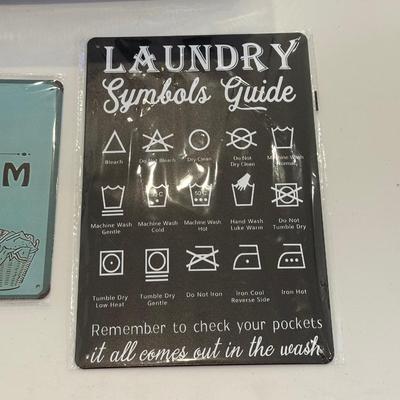 LAUNDRY
Symbols Guide
Bleach Do Not Bleach Dry Clean Do Not Dry Clean Machine Wash Normal
Machine Wash Gentle Machine Wash Cold Machine Wash Hot Hand Wash Luke Warm Do Not Tumble Dry
Tumble Dry Low Heat Tumble Dry Gentle Do Not Iron Iron Cool Reverse Side Iron Hot
Remember to check your pockets
it all comes out in the wash
M